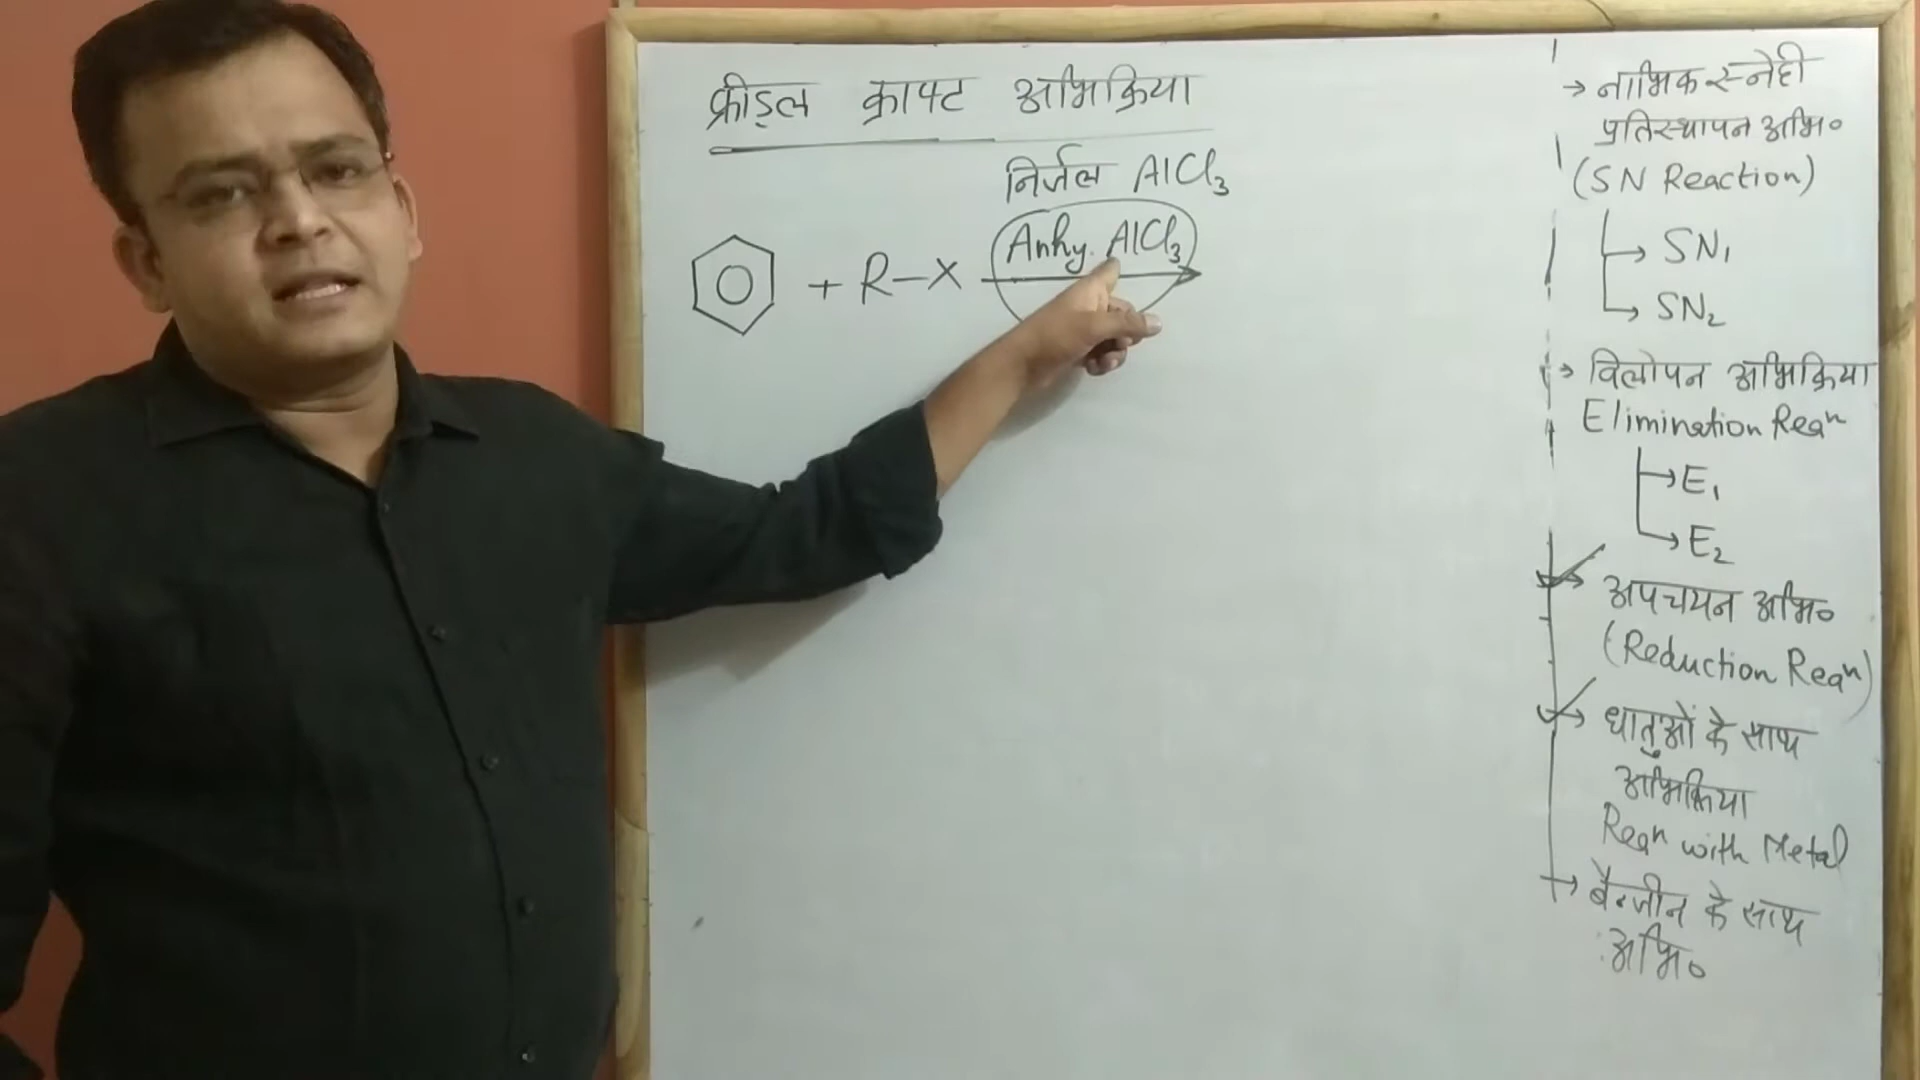 फ्रीड्ल क्राफ्ट अभिक्रिया
निर्जल AlCl₃
Anhy. AlCl₃
+ R–X
→ नाभिक स्नेही
प्रतिस्थापन अभि०
(SN Reaction)
→ SN₁
→ SN₂
→ विलोपन अभिक्रिया
Elimination Reaⁿ
→ E₁
→ E₂
→ अपचयन अभि०
(Reduction Reaⁿ)
→ धातुओं के साथ
अभिक्रिया
Reaⁿ with Metal
→ बैन्जीन के साथ
अभि०